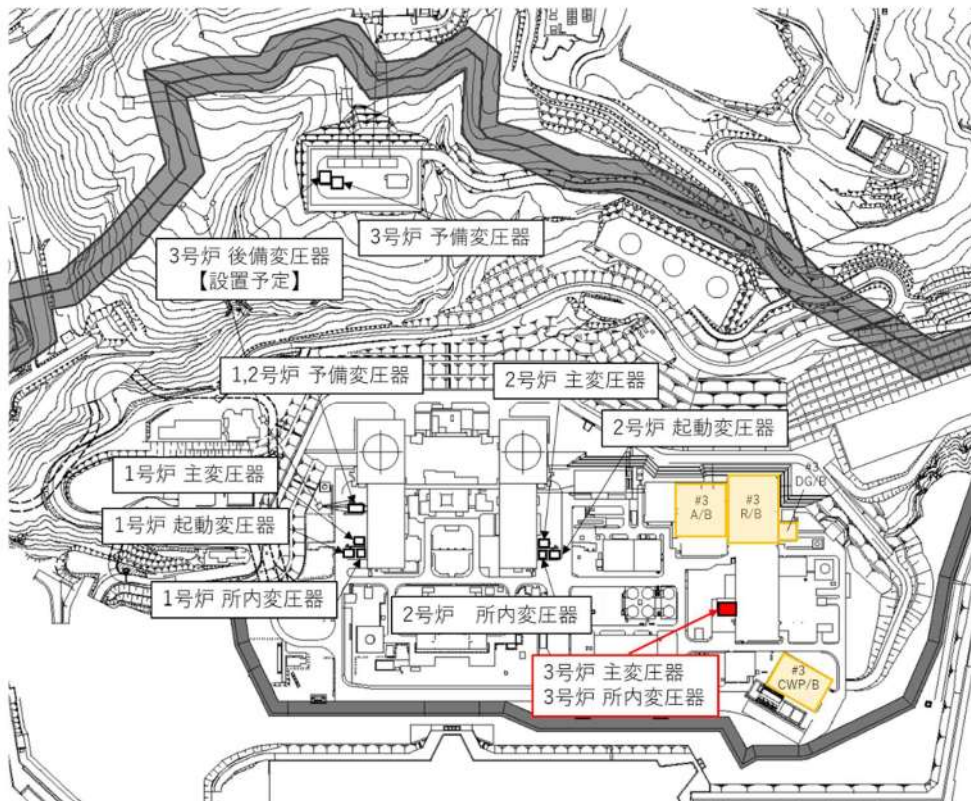 3号炉 予備変圧器
3号炉 後備変圧器
【設置予定】
1,2号炉 予備変圧器
2号炉 主変圧器
2号炉 起動変圧器
1号炉 主変圧器
#3
DG/B
#3
A/B
#3
R/B
1号炉 起動変圧器
1号炉 所内変圧器
2号炉 所内変圧器
3号炉 主変圧器
3号炉 所内変圧器
#3
CWP/B